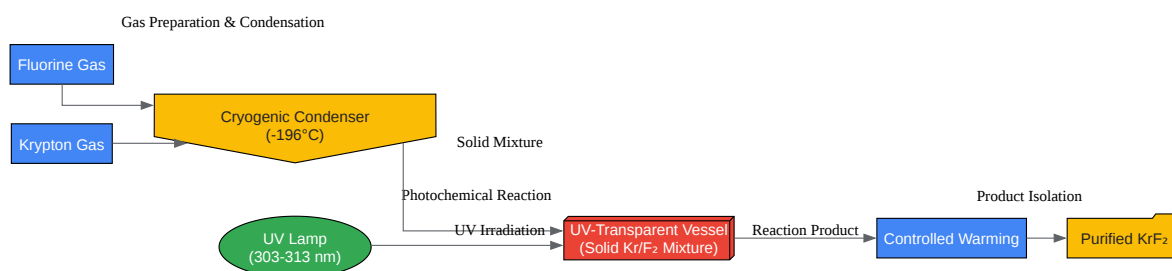 Gas Preparation & Condensation
Fluorine Gas
Krypton Gas
Cryogenic Condenser
(-196°C)
Solid Mixture
Photochemical Reaction
UV Irradiation
UV Lamp
(303-313 nm)
UV-Transparent Vessel
(Solid Kr/F₂ Mixture)
Reaction Product
Product Isolation
Controlled Warming
Purified KrF₂